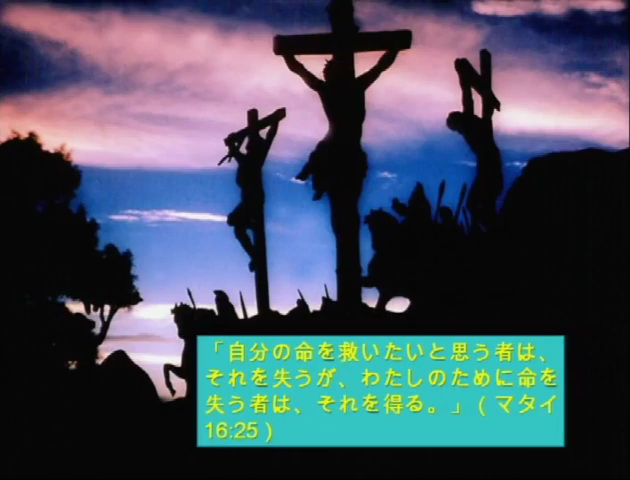 「自分の命を救いたいと思う者は、
それを失うが、わたしのために命を
失う者は、それを得る。」( マタイ
16:25 )